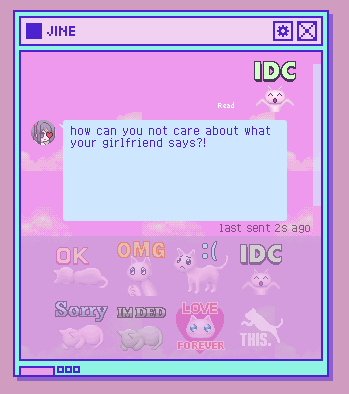 JINE
IDC
Read
how can you not care about what
your girlfriend says?!
last sent 2s ago
OK
OMG
:(
IDC
Sorry
IM DED
LOVE
FOREVER
THIS.